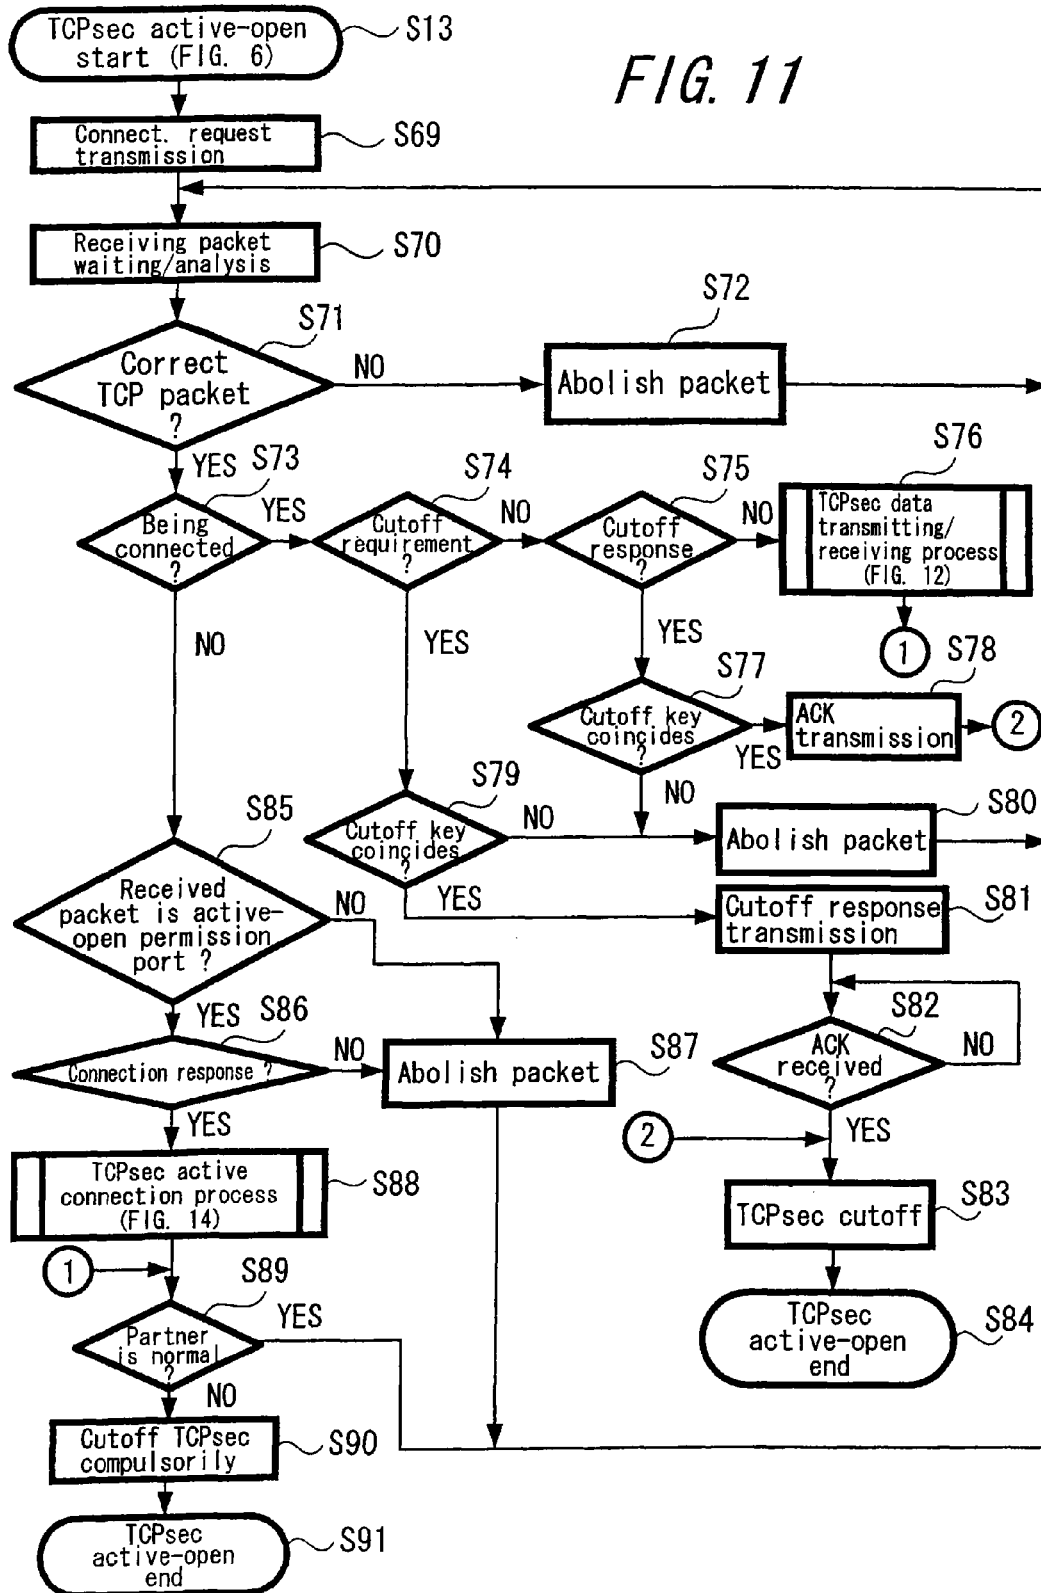 FIG. 11
TCPsec active-open
start (FIG. 6)
S13
Connect. request
transmission
S69
Receiving packet
waiting/analysis
S70
Correct
TCP packet
?
S71
NO
YES
Abolish packet
S72
Being
connected
?
S73
YES
NO
Cutoff
requirement
?
S74
NO
YES
Cutoff
response
?
S75
NO
YES
TCPsec data
transmitting/
receiving process
(FIG. 12)
S76
1
Cutoff key
coincides
?
S77
YES
NO
ACK
transmission
S78
2
Cutoff key
coincides
?
S79
NO
YES
Abolish packet
S80
Cutoff response
transmission
S81
ACK
received
?
S82
NO
YES
2
TCPsec cutoff
S83
TCPsec
active-open
end
S84
Received
packet is active-
open permission
port ?
S85
NO
YES
Connection response ?
S86
NO
YES
Abolish packet
S87
TCPsec active
connection process
(FIG. 14)
S88
1
Partner
is normal
?
S89
YES
NO
Cutoff TCPsec
compulsorily
S90
TCPsec
active-open
end
S91